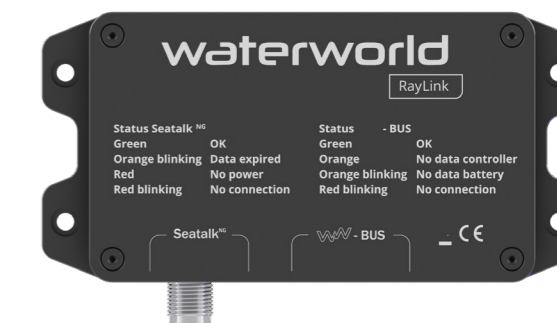 waterworld
RayLink
Status Seatalk NG
Green OK
Orange blinking Data expired
Red No power
Red blinking No connection
Status - BUS
Green OK
Orange No data controller
Orange blinking No data battery
Red blinking No connection
Seatalk NG
WW - BUS
CE